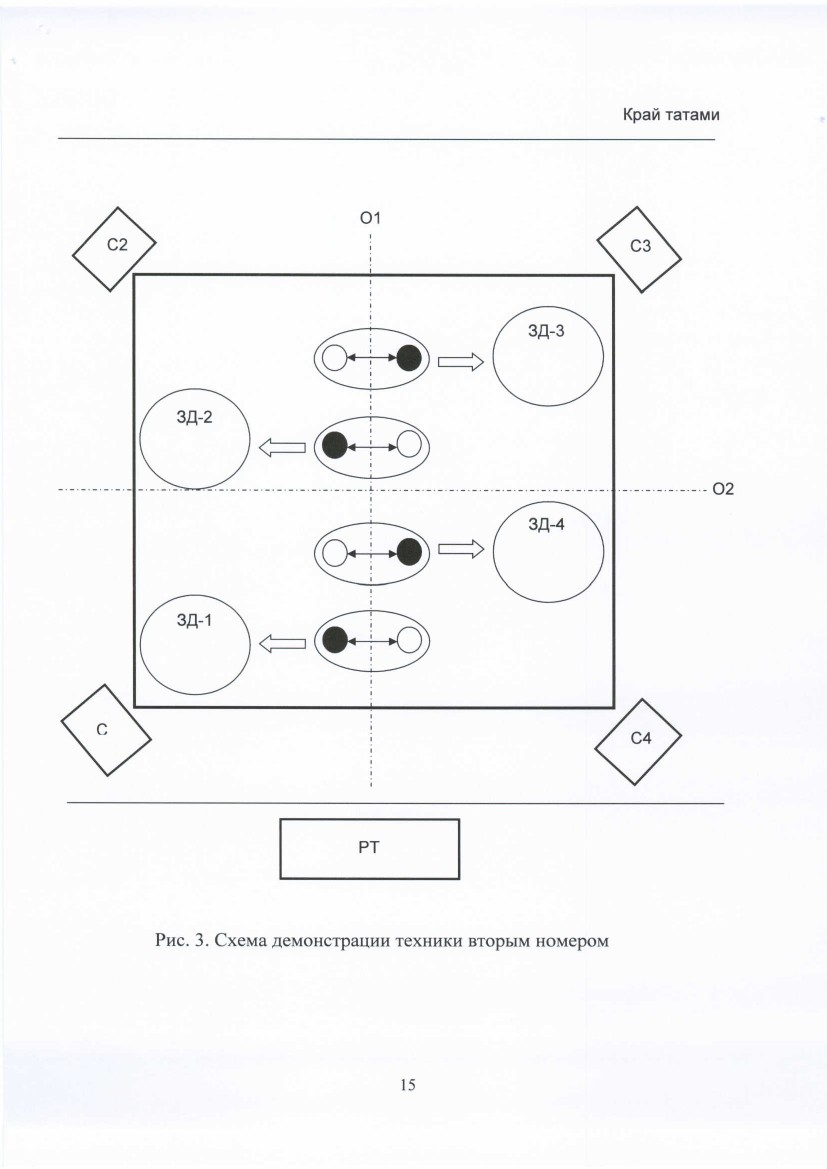 Край татами
О1
С2
С3
ЗД-3
ЗД-2
О2
ЗД-4
ЗД-1
С
С4
РТ
Рис. 3. Схема демонстрации техники вторым номером
15